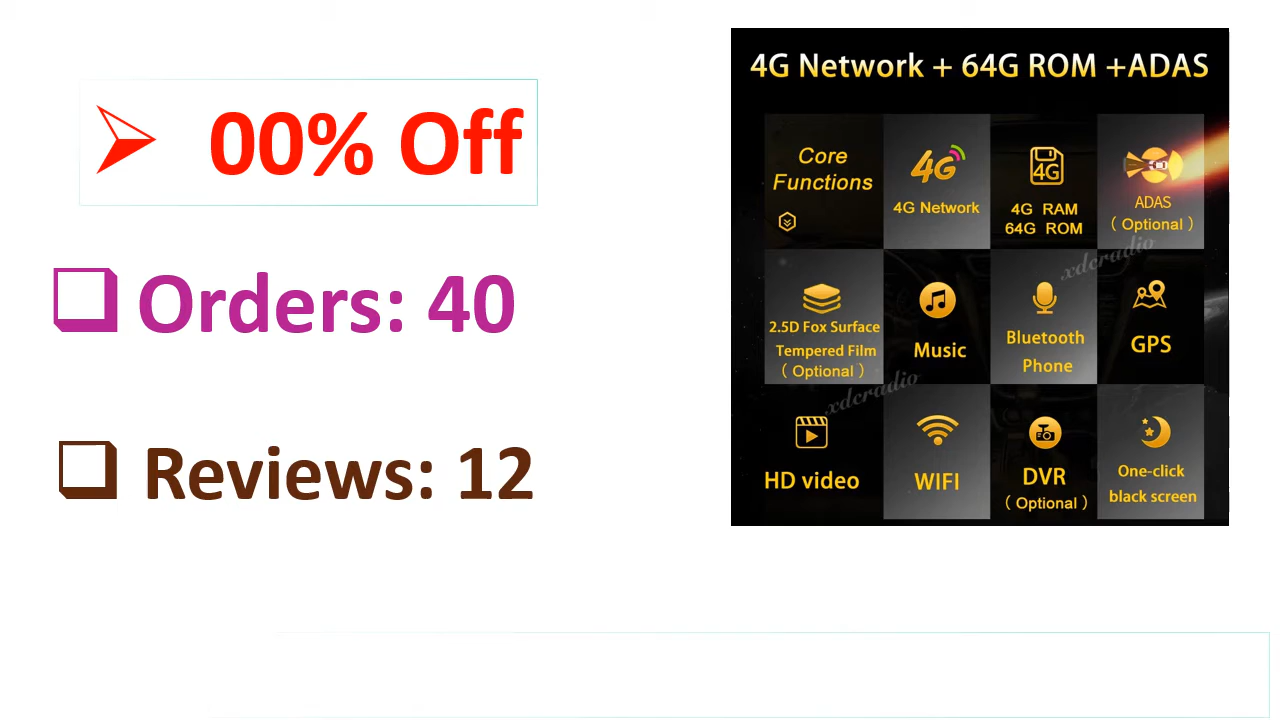 00% Off
Orders: 40
Reviews: 12
4G Network + 64G ROM +ADAS
Core
Functions
4G
4G Network
4G
4G RAM
64G ROM
ADAS
( Optional )
2.5D Fox Surface
Tempered Film
( Optional )
Music
Bluetooth
Phone
GPS
HD video
WIFI
DVR
( Optional )
One-click
black screen
xdcradio
xdcradio